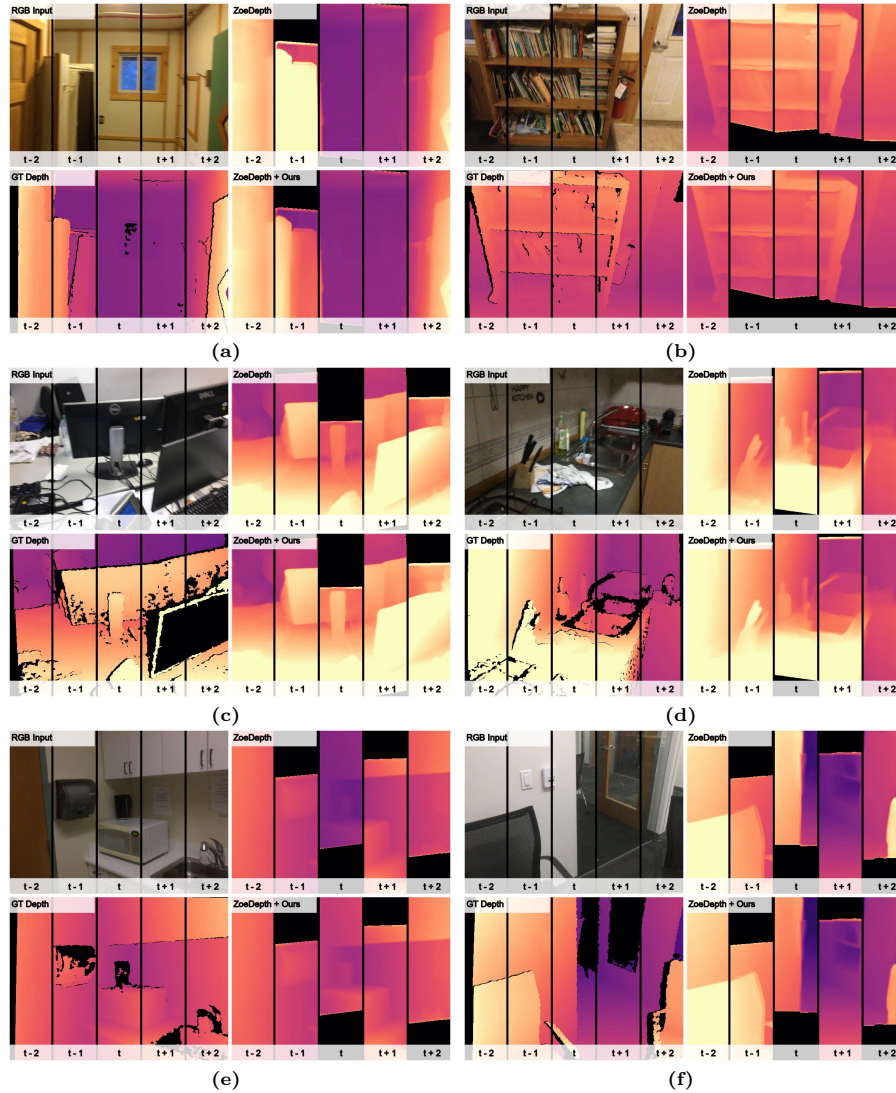 RGB Input ZoeDepth RGB Input ZoeDepth
t - 2 t - 1 t t + 1 t + 2 t - 2 t - 1 t t + 1 t + 2 t - 2 t - 1 t t + 1 t + 2 t - 2 t - 1 t t + 1 t + 2
GT Depth ZoeDepth + Ours GT Depth ZoeDepth + Ours
t - 2 t - 1 t t + 1 t + 2 t - 2 t - 1 t t + 1 t + 2 t - 2 t - 1 t t + 1 t + 2 t - 2 t - 1 t t + 1 t + 2
(a) (b)
RGB Input ZoeDepth RGB Input ZoeDepth
DELL
HAPPY
KITCHEN
t - 2 t - 1 t t + 1 t + 2 t - 2 t - 1 t t + 1 t + 2 t - 2 t - 1 t t + 1 t + 2 t - 2 t - 1 t t + 1 t + 2
GT Depth ZoeDepth + Ours GT Depth ZoeDepth + Ours
t - 2 t - 1 t t + 1 t + 2 t - 2 t - 1 t t + 1 t + 2 t - 2 t - 1 t t + 1 t + 2 t - 2 t - 1 t t + 1 t + 2
(c) (d)
RGB Input ZoeDepth RGB Input ZoeDepth
t - 2 t - 1 t t + 1 t + 2 t - 2 t - 1 t t + 1 t + 2 t - 2 t - 1 t t + 1 t + 2 t - 2 t - 1 t t + 1 t + 2
GT Depth ZoeDepth + Ours GT Depth ZoeDepth + Ours
t - 2 t - 1 t t + 1 t + 2 t - 2 t - 1 t t + 1 t + 2 t - 2 t - 1 t t + 1 t + 2 t - 2 t - 1 t t + 1 t + 2
(e) (f)